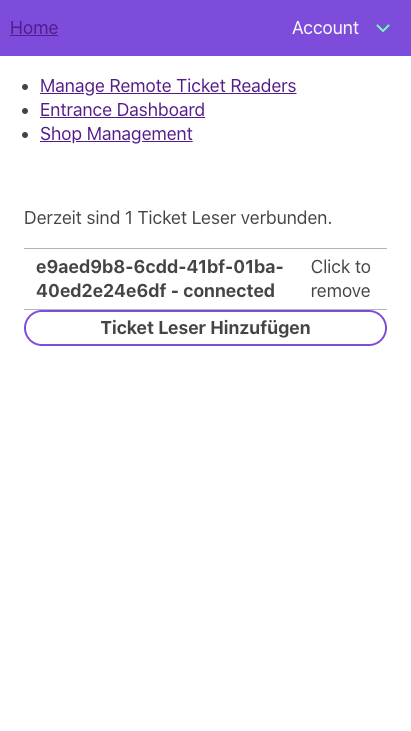 Home
Account
Manage Remote Ticket Readers
Entrance Dashboard
Shop Management
Derzeit sind 1 Ticket Leser verbunden.
e9aed9b8-6cdd-41bf-01ba-
40ed2e24e6df - connected
Click to
remove
Ticket Leser Hinzufügen